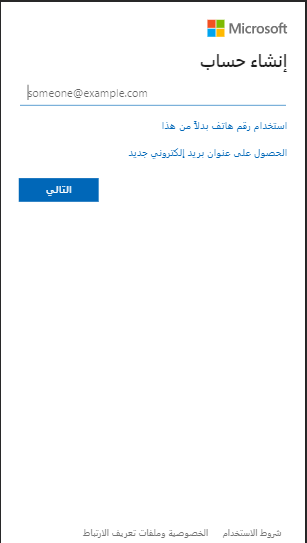 Microsoft
إنشاء حساب
someone@example.com
استخدام رقم هاتف بدلاً من هذا
الحصول على عنوان بريد إلكتروني جديد
التالي
شروط الاستخدام الخصوصية وملفات تعريف الارتباط